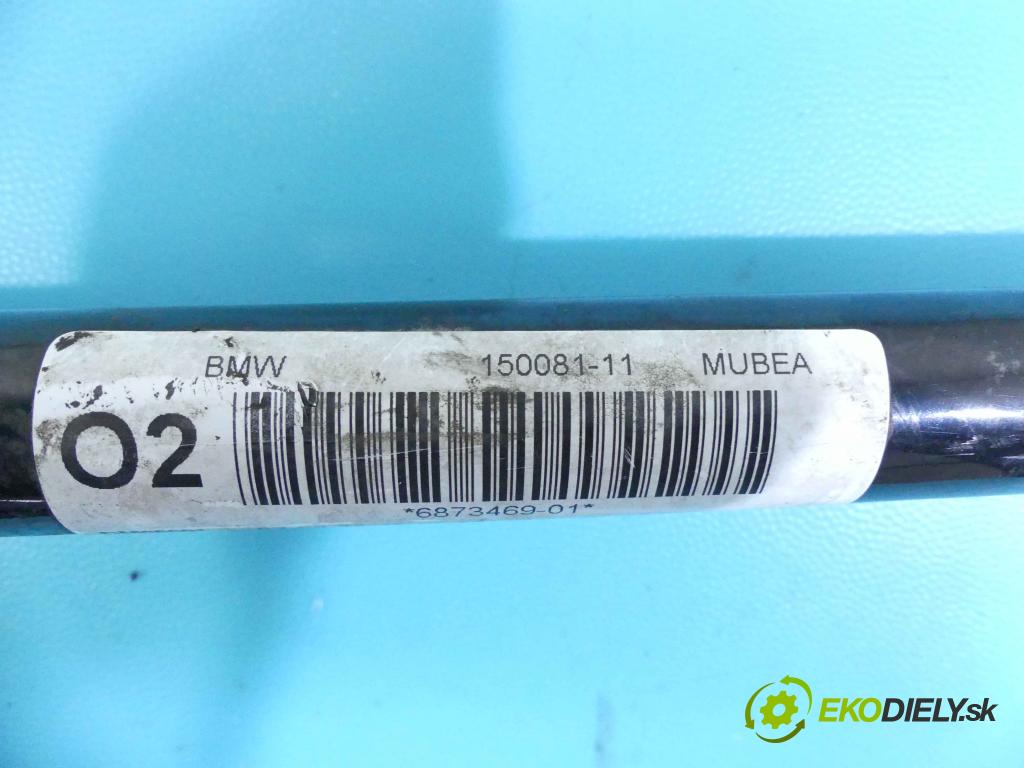 BMW 150081-11 MUBEA
O2
*6873469-01*
EKODIELY.sk